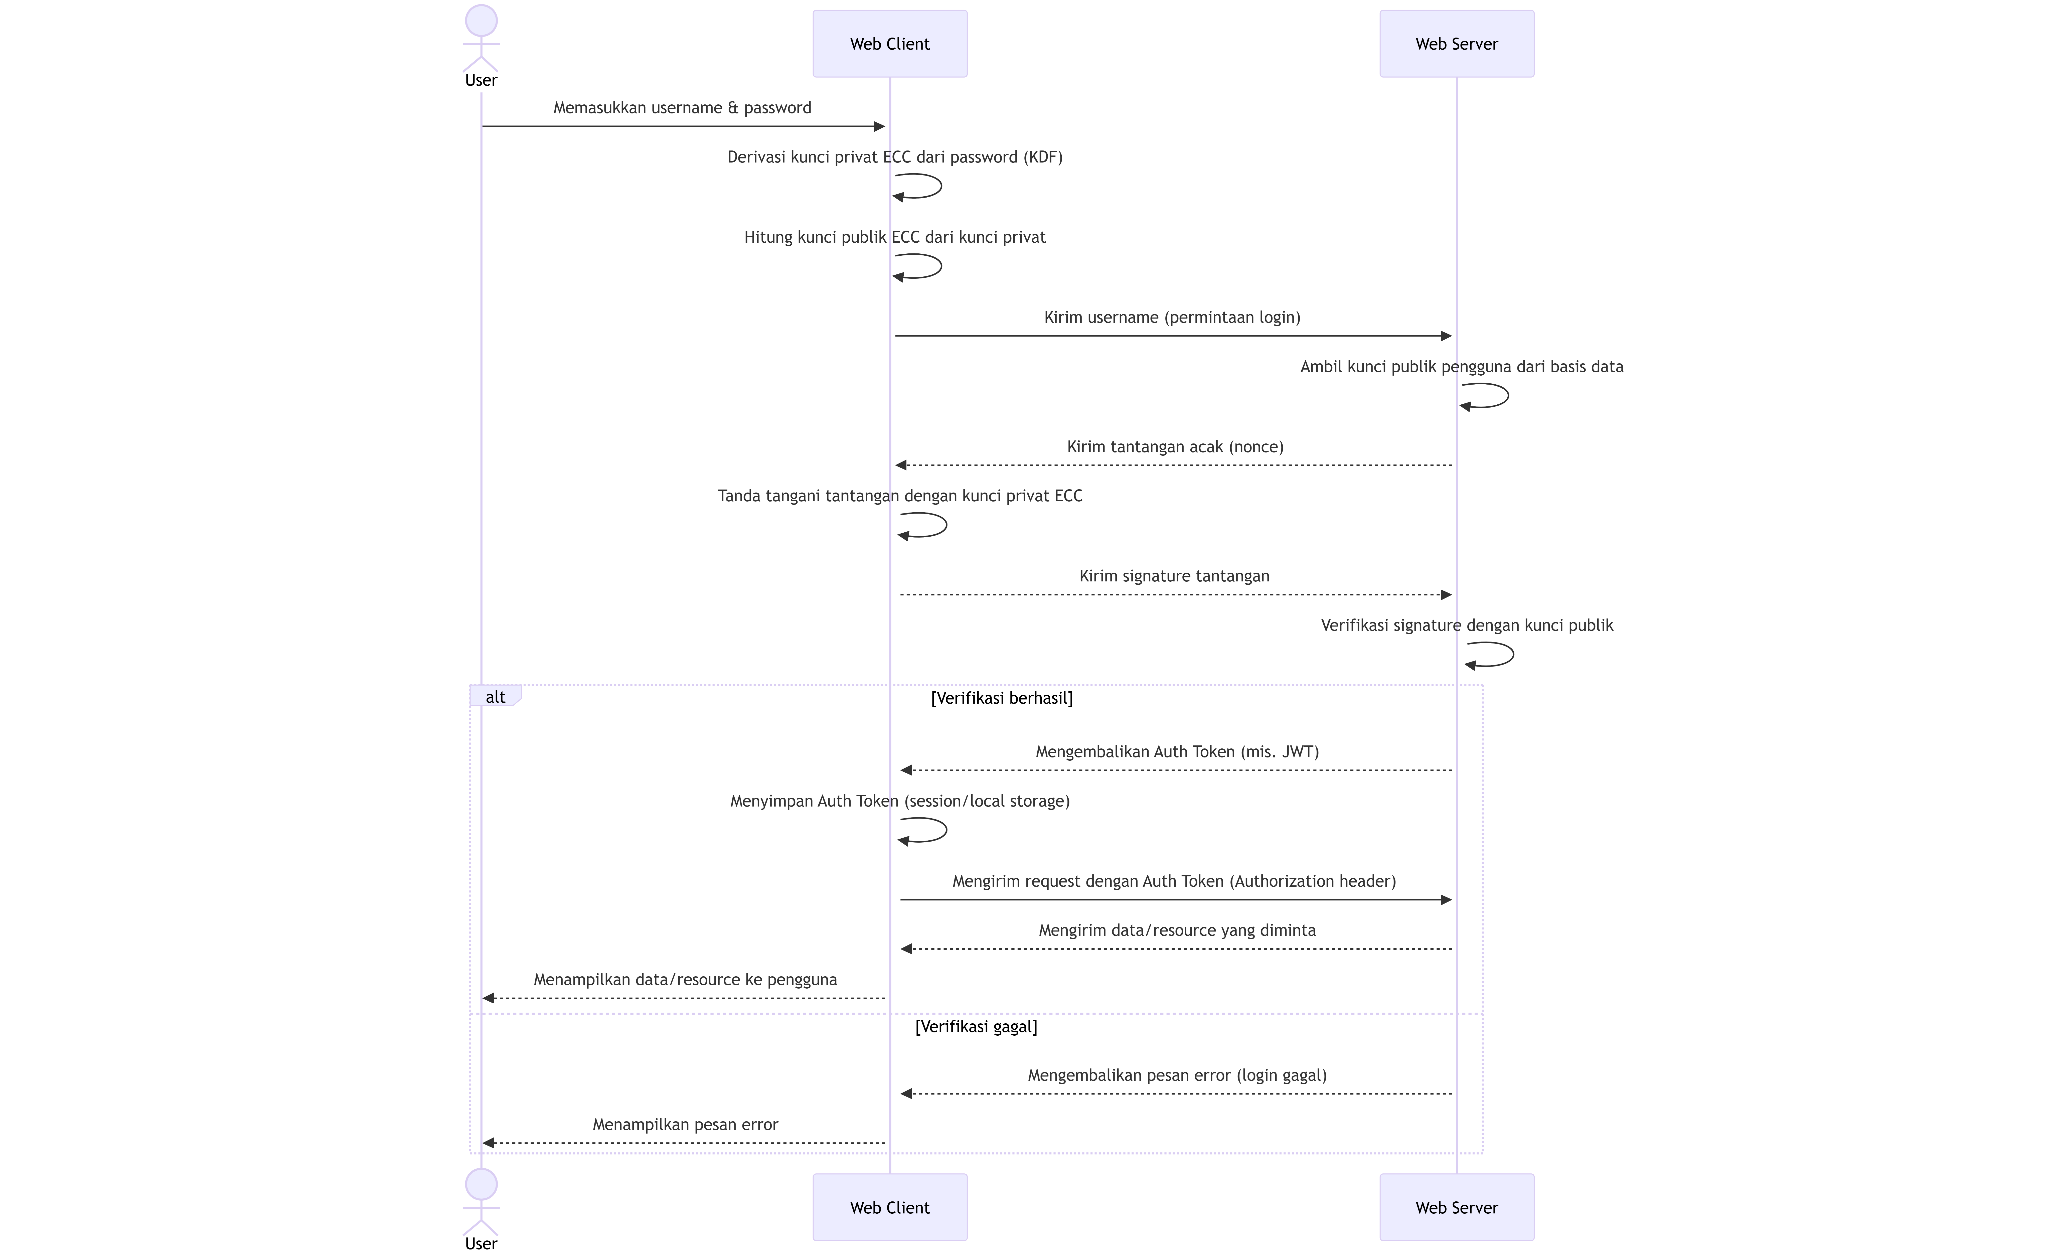 User
Web Client
Web Server
Memasukkan username & password
Derivasi kunci privat ECC dari password (KDF)
Hitung kunci publik ECC dari kunci privat
Kirim username (permintaan login)
Ambil kunci publik pengguna dari basis data
Kirim tantangan acak (nonce)
Tanda tangani tantangan dengan kunci privat ECC
Kirim signature tantangan
Verifikasi signature dengan kunci publik
alt
[Verifikasi berhasil]
Mengembalikan Auth Token (mis. JWT)
Menyimpan Auth Token (session/local storage)
Mengirim request dengan Auth Token (Authorization header)
Mengirim data/resource yang diminta
Menampilkan data/resource ke pengguna
[Verifikasi gagal]
Mengembalikan pesan error (login gagal)
Menampilkan pesan error
User
Web Client
Web Server